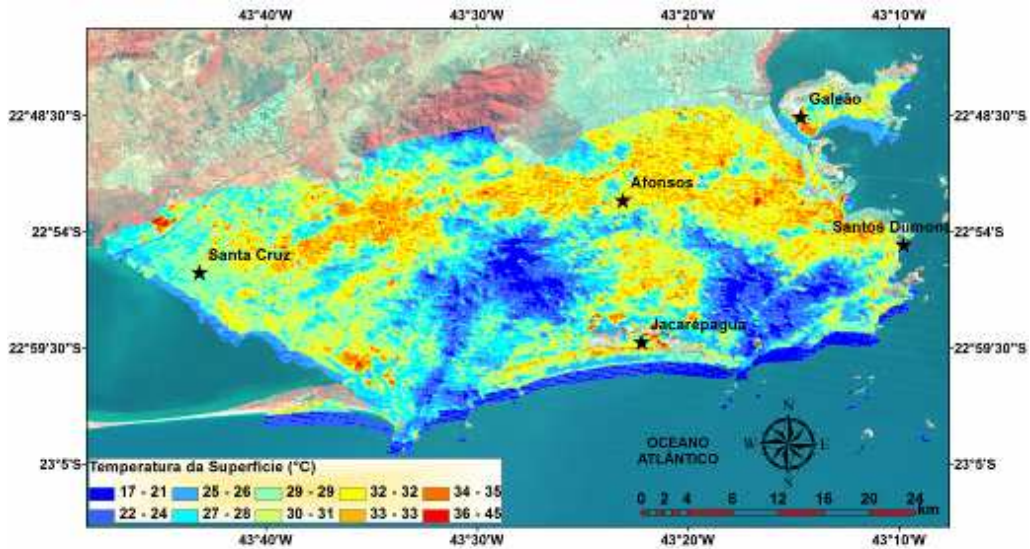 43°40'W 43°30'W 43°20'W 43°10'W
Galeão
22°48'30"S 22°48'30"S
Afonsos
22°54'S 22°54'S
Santos Dumont
Santa Cruz
Jacarepaguá
22°59'30"S 22°59'30"S
N
W E
S
OCEANO
ATLÂNTICO
23°5'S 23°5'S
Temperatura da Superfície (°C)
17 - 21 25 - 26 29 - 29 32 - 32 34 - 35
22 - 24 27 - 28 30 - 31 33 - 33 36 - 45
0 2 4 8 12 16 20 24
km
43°40'W 43°30'W 43°20'W 43°10'W